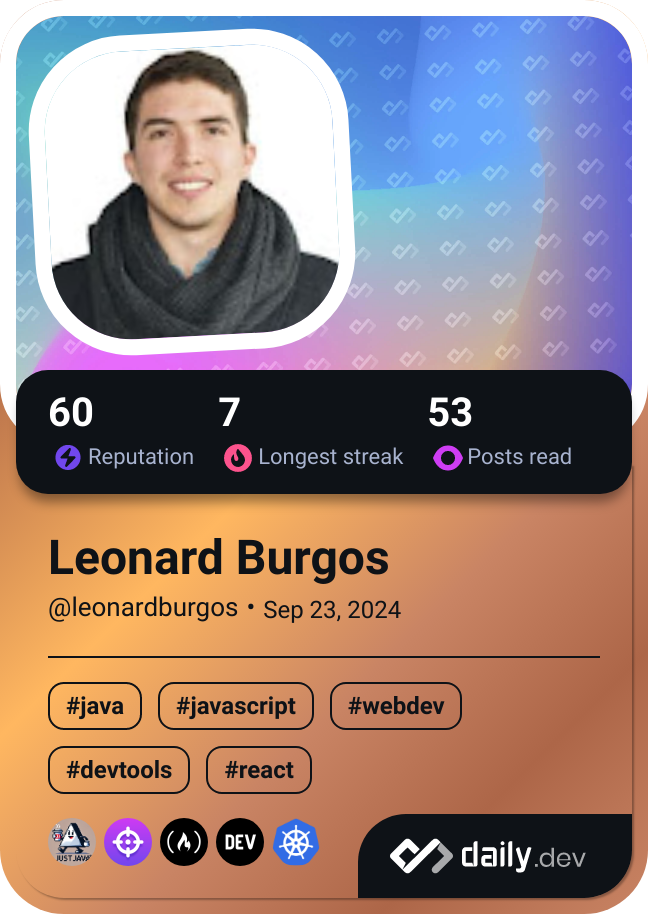 60 7 53
Reputation Longest streak Posts read
Leonard Burgos
@leonardburgos • Sep 23, 2024
#java #javascript #webdev
#devtools #react
JUST JAVA DEV
daily.dev